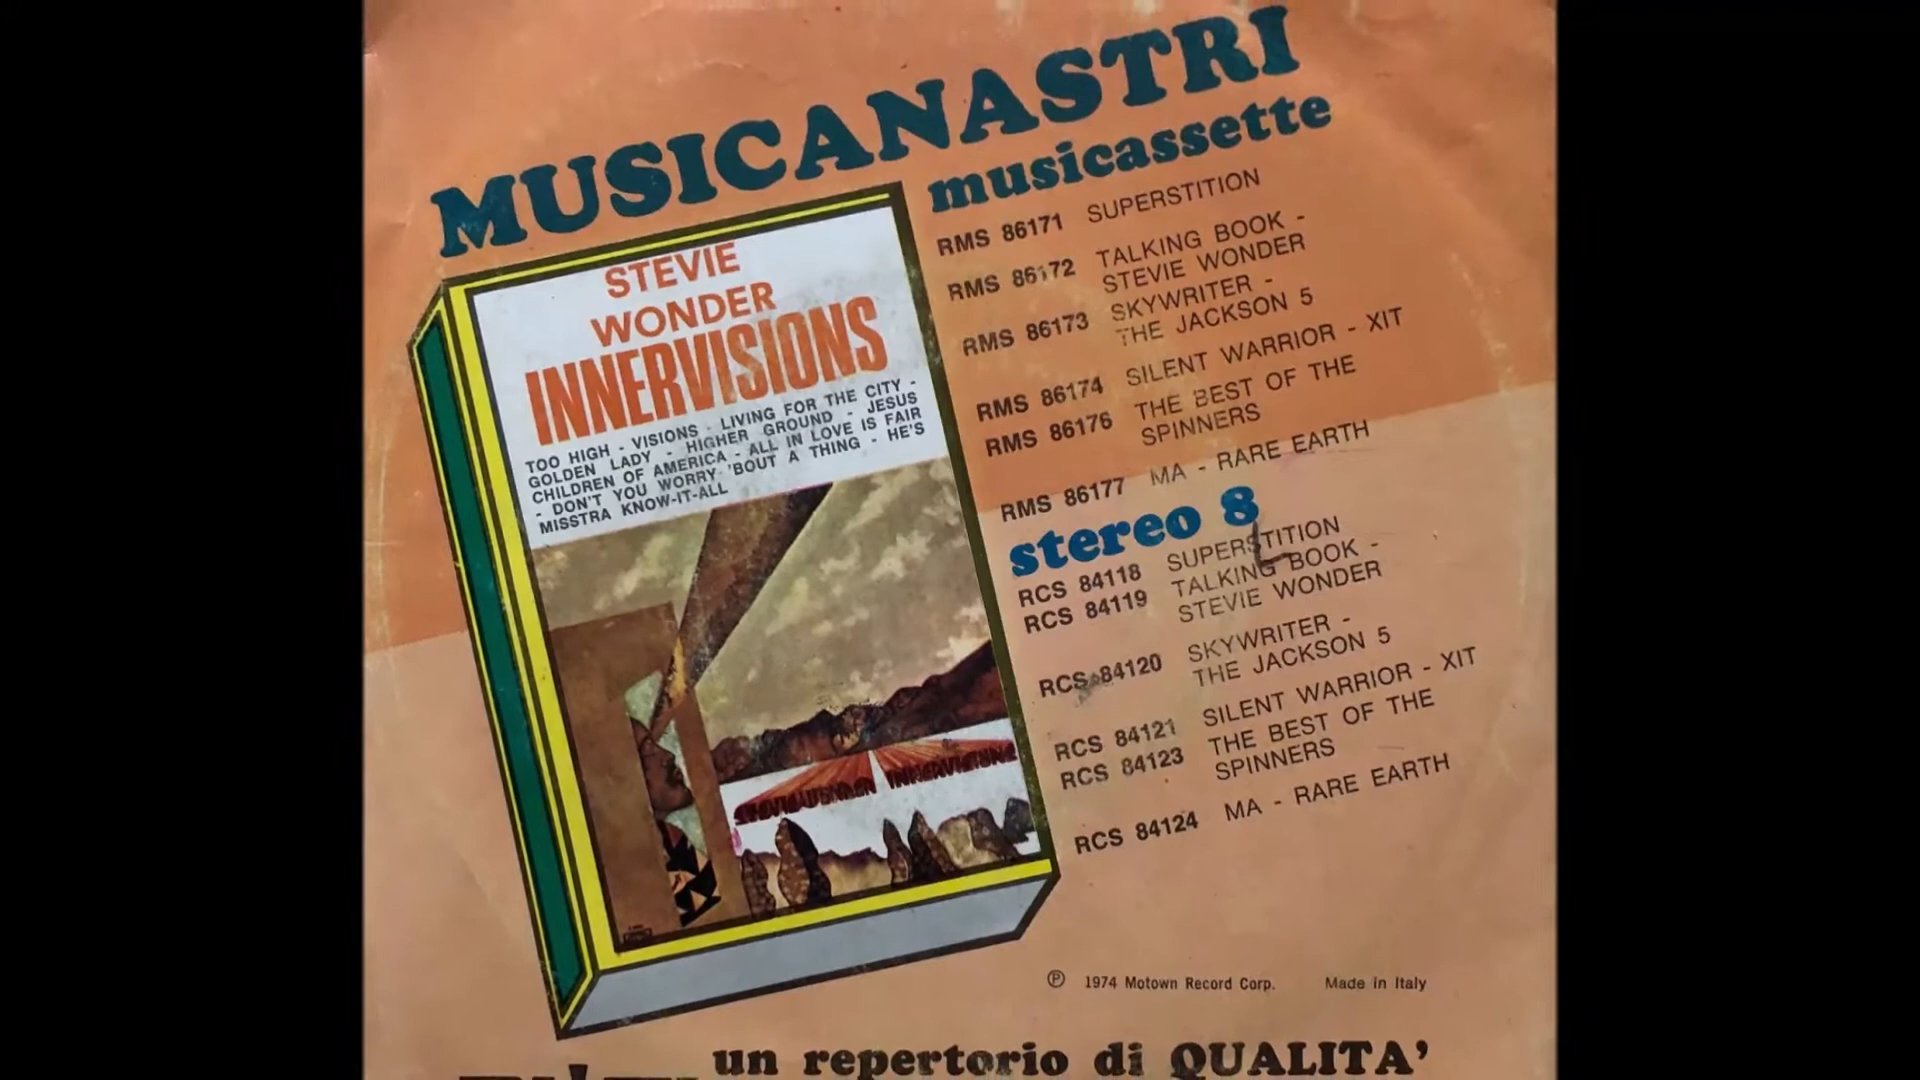 MUSICANASTRI
musicassette
RMS 86171 SUPERSTITION
RMS 86172 TALKING BOOK -
STEVIE WONDER
RMS 86173 SKYWRITER -
THE JACKSON 5
RMS 86174 SILENT WARRIOR - XIT
RMS 86176 THE BEST OF THE
SPINNERS
RMS 86177 MA - RARE EARTH
stereo 8
RCS 84118 SUPERSTITION
RCS 84119 TALKING BOOK -
STEVIE WONDER
RCS 84120 SKYWRITER -
THE JACKSON 5
RCS 84121 SILENT WARRIOR - XIT
RCS 84123 THE BEST OF THE
SPINNERS
RCS 84124 MA - RARE EARTH
STEVIE
WONDER
INNERVISIONS
TOO HIGH - VISIONS - LIVING FOR THE CITY -
GOLDEN LADY - HIGHER GROUND - JESUS
CHILDREN OF AMERICA - ALL IN LOVE IS FAIR
- DON'T YOU WORRY 'BOUT A THING - HE'S
MISSTRA KNOW-IT-ALL
STEVIE WONDER INNERVISIONS
Ⓟ 1974 Motown Record Corp. Made in Italy
un repertorio di QUALITA'